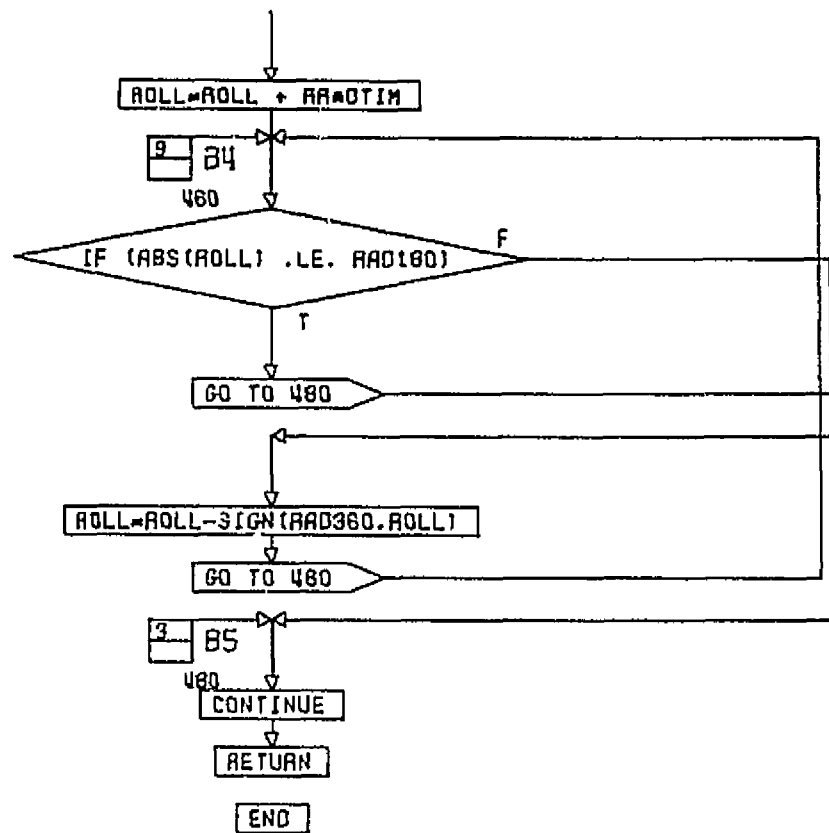 ROLL=ROLL + RR*DTIM
9
B4
460
IF (ABS(ROLL) .LE. RAD180)
F
T
GO TO 480
ROLL=ROLL-SIGN(RAD360,ROLL)
GO TO 460
3
B5
480
CONTINUE
RETURN
END